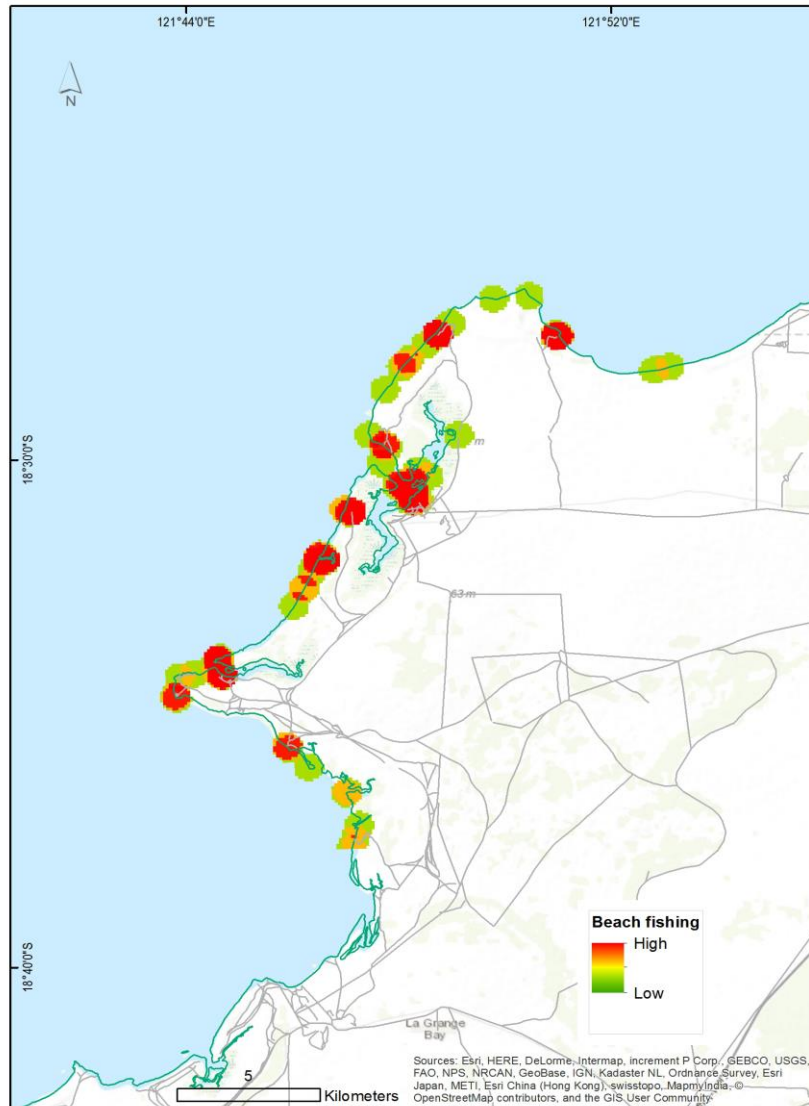 121°44'0"E
121°52'0"E
N
18°30'0"S
m
63 m
18°40'0"S
Beach fishing
High
Low
La Grange
Bay
5
Kilometers
Sources: Esri, HERE, DeLorme, Intermap, increment P Corp., GEBCO, USGS,
FAO, NPS, NRCAN, GeoBase, IGN, Kadaster NL, Ordnance Survey, Esri
Japan, METI, Esri China (Hong Kong), swisstopo, MapmyIndia, ©
OpenStreetMap contributors, and the GIS User Community